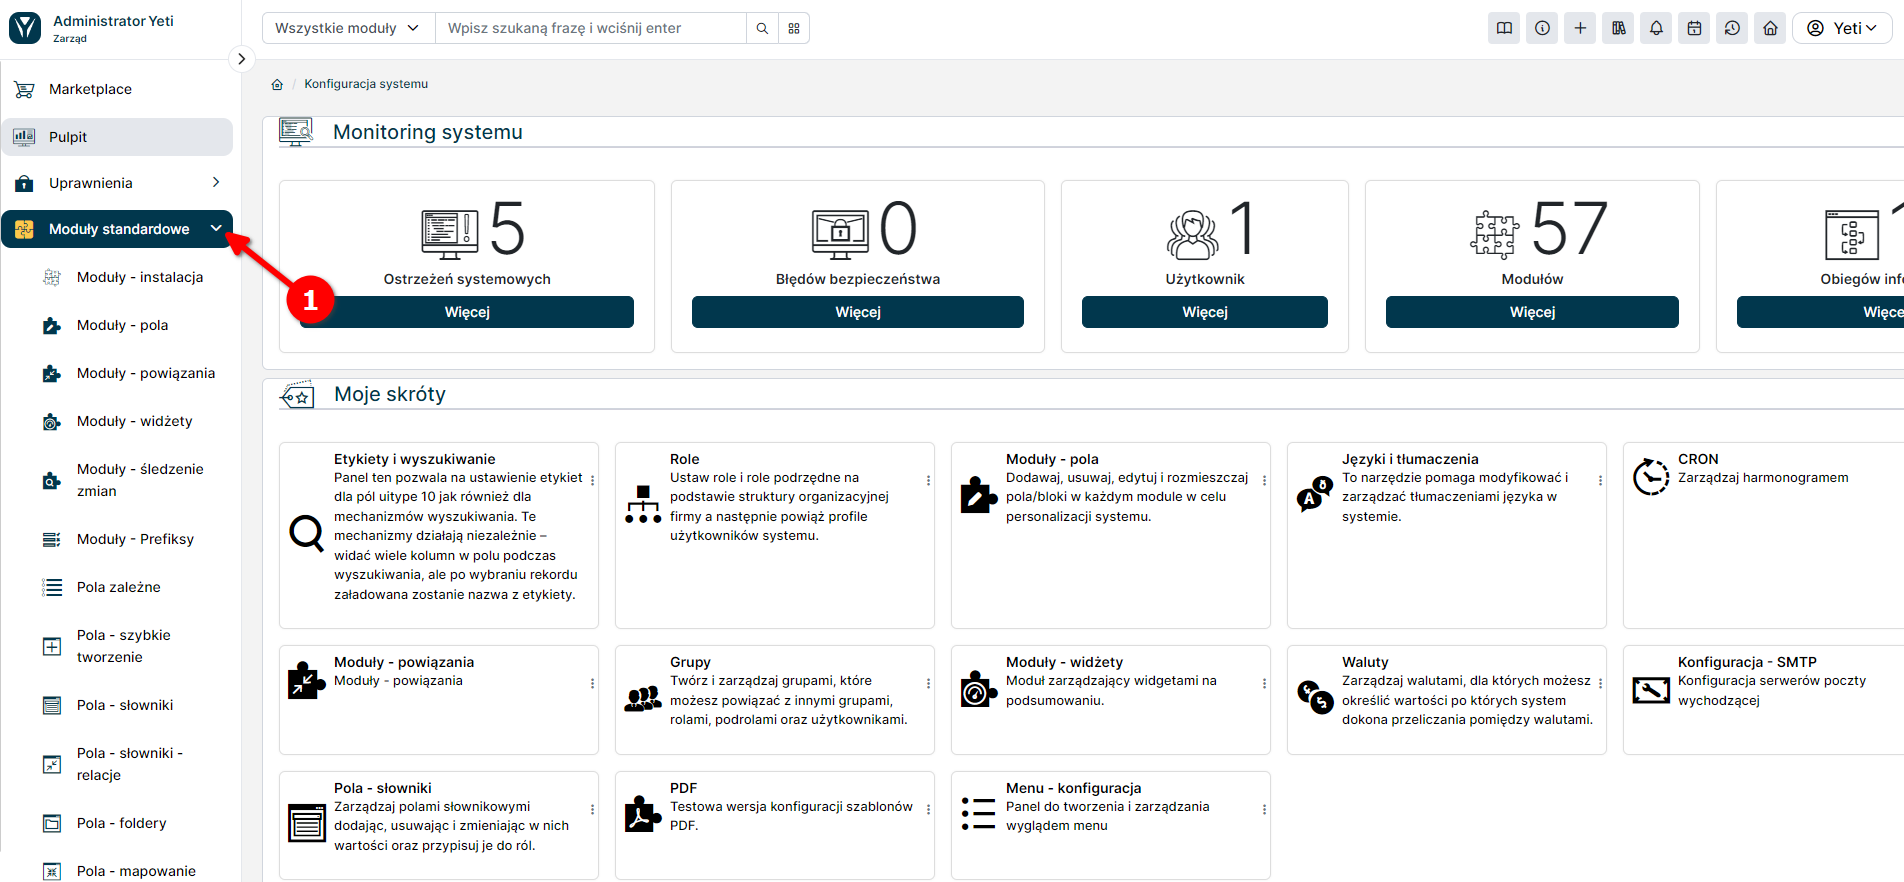 Administrator Yeti
Zarząd
Wszystkie moduły
Wpisz szukaną frazę i wciśnij enter
Yeti
Marketplace
Pulpit
Uprawnienia
Moduły standardowe
Moduły - instalacja
Moduły - pola
Moduły - powiązania
Moduły - widżety
Moduły - śledzenie
zmian
Moduły - Prefiksy
Pola zależne
Pola - szybkie
tworzenie
Pola - słowniki
Pola - słowniki -
relacje
Pola - foldery
Pola - mapowanie
1
/ Konfiguracja systemu
Monitoring systemu
5
Ostrzeżeń systemowych
Więcej
0
Błędów bezpieczeństwa
Więcej
1
Użytkownik
Więcej
57
Modułów
Więcej
1
Obiegów info
Więce
Moje skróty
Etykiety i wyszukiwanie
Panel ten pozwala na ustawienie etykiet
dla pól uitype 10 jak również dla
mechanizmów wyszukiwania. Te
mechanizmy działają niezależnie –
widać wiele kolumn w polu podczas
wyszukiwania, ale po wybraniu rekordu
załadowana zostanie nazwa z etykiety.
Role
Ustaw role i role podrzędne na
podstawie struktury organizacyjnej
firmy a następnie powiąż profile
użytkowników systemu.
Moduły - pola
Dodawaj, usuwaj, edytuj i rozmieszczaj
pola/bloki w każdym module w celu
personalizacji systemu.
Języki i tłumaczenia
To narzędzie pomaga modyfikować i
zarządzać tłumaczeniami języka w
systemie.
CRON
Zarządzaj harmonogramem
Moduły - powiązania
Moduły - powiązania
Grupy
Twórz i zarządzaj grupami, które
możesz powiązać z innymi grupami,
rolami, podrolami oraz użytkownikami.
Moduły - widżety
Moduł zarządzający widgetami na
podsumowaniu.
Waluty
Zarządzaj walutami, dla których możesz
określić wartości po których system
dokona przeliczania pomiędzy walutami.
Konfiguracja - SMTP
Konfiguracja serwerów poczty
wychodzącej
Pola - słowniki
Zarządzaj polami słownikowymi
dodając, usuwając i zmieniając w nich
wartości oraz przypisuj je do ról.
PDF
Testowa wersja konfiguracji szablonów
PDF.
Menu - konfiguracja
Panel do tworzenia i zarządzania
wyglądem menu